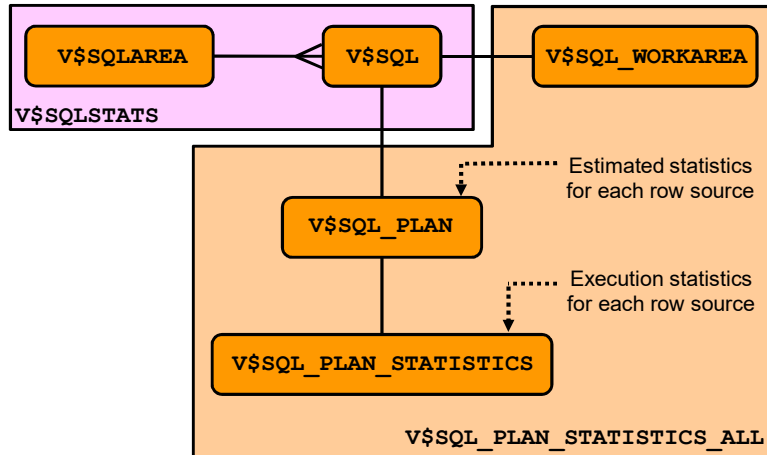 V$SQLAREA
V$SQL
V$SQL_WORKAREA
V$SQLSTATS
Estimated statistics
for each row source
V$SQL_PLAN
Execution statistics
for each row source
V$SQL_PLAN_STATISTICS
V$SQL_PLAN_STATISTICS_ALL